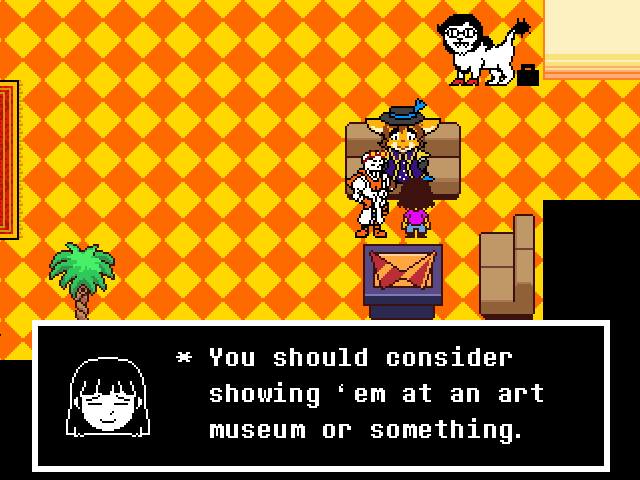 * You should consider
showing ‘em at an art
museum or something.